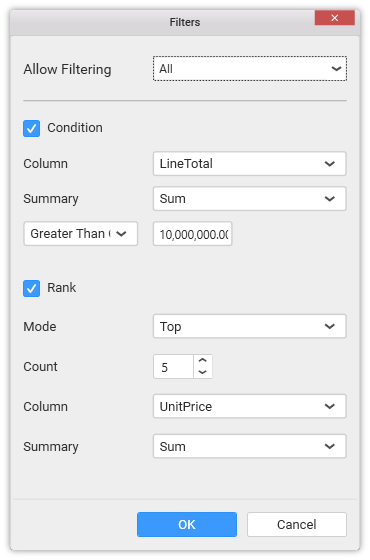 Filters
Allow Filtering All
Condition
Column LineTotal
Summary Sum
Greater Than 10,000,000.00
Rank
Mode Top
Count 5
Column UnitPrice
Summary Sum
OK Cancel